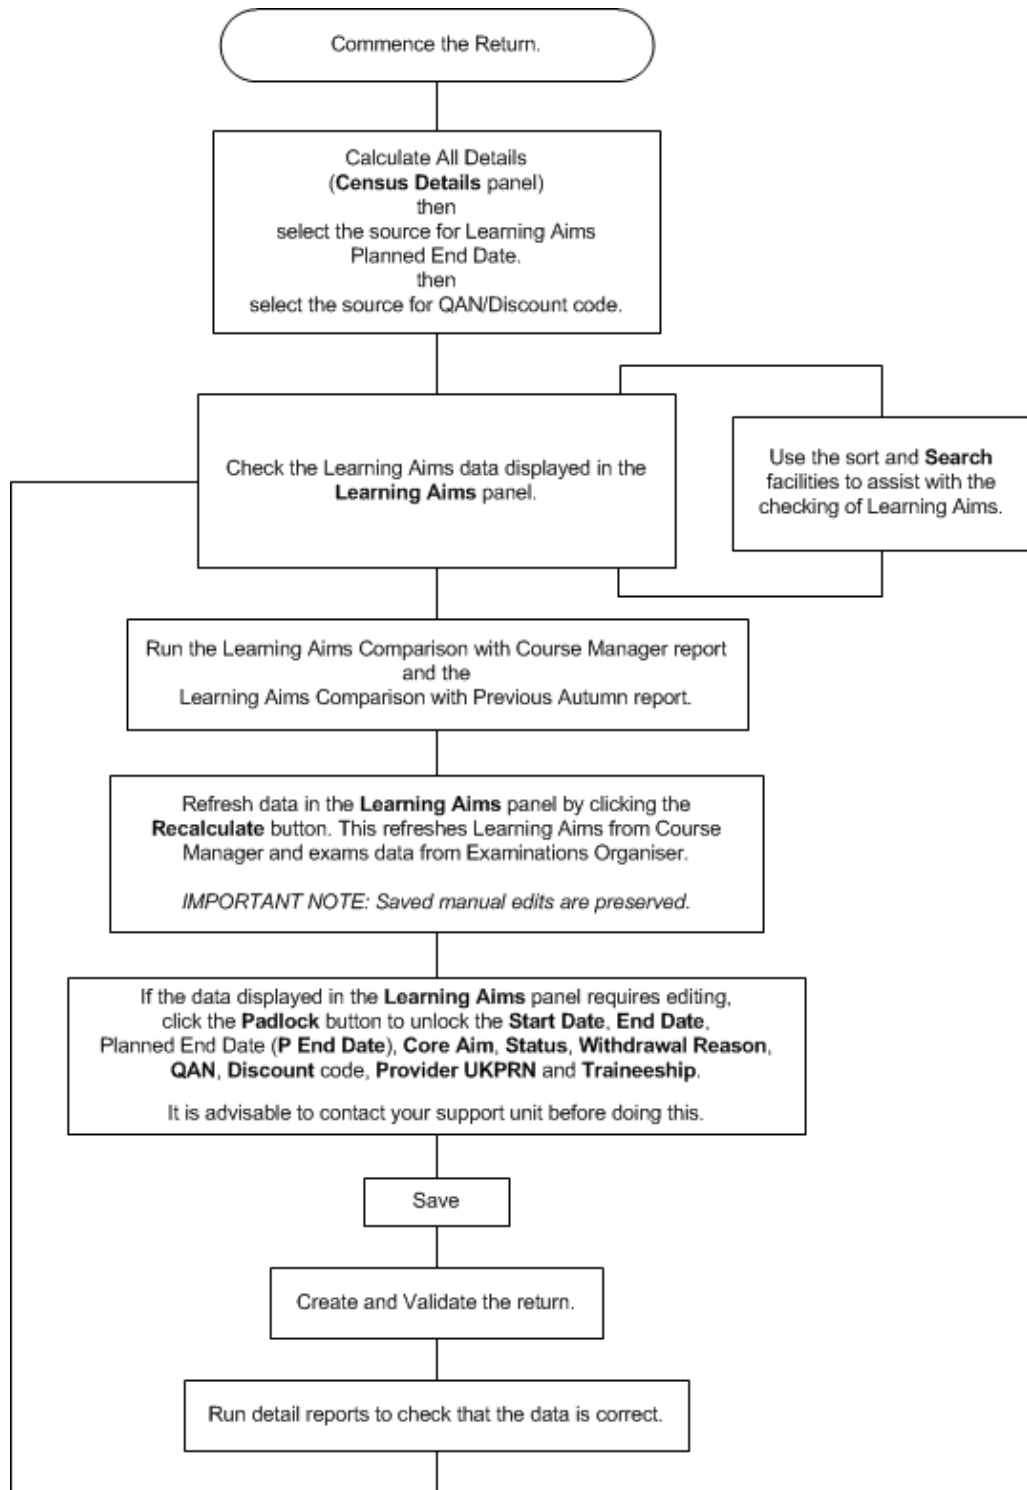 Commence the Return.
Calculate All Details
(Census Details panel)
then
select the source for Learning Aims
Planned End Date.
then
select the source for QAN/Discount code.
Check the Learning Aims data displayed in the
Learning Aims panel.
Use the sort and Search
facilities to assist with the
checking of Learning Aims.
Run the Learning Aims Comparison with Course Manager report
and the
Learning Aims Comparison with Previous Autumn report.
Refresh data in the Learning Aims panel by clicking the
Recalculate button. This refreshes Learning Aims from Course
Manager and exams data from Examinations Organiser.
IMPORTANT NOTE: Saved manual edits are preserved.
If the data displayed in the Learning Aims panel requires editing,
click the Padlock button to unlock the Start Date, End Date,
Planned End Date (P End Date), Core Aim, Status, Withdrawal Reason,
QAN, Discount code, Provider UKPRN and Traineeship.
It is advisable to contact your support unit before doing this.
Save
Create and Validate the return.
Run detail reports to check that the data is correct.